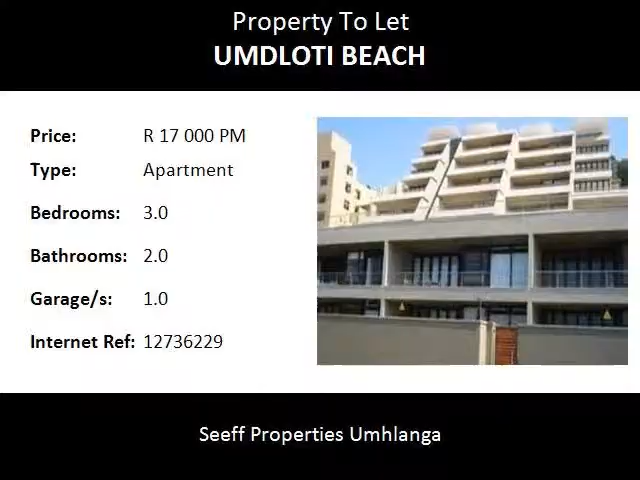 Property To Let
UMDLOTI BEACH
Price: R 17 000 PM
Type: Apartment
Bedrooms: 3.0
Bathrooms: 2.0
Garage/s: 1.0
Internet Ref: 12736229
Seeff Properties Umhlanga